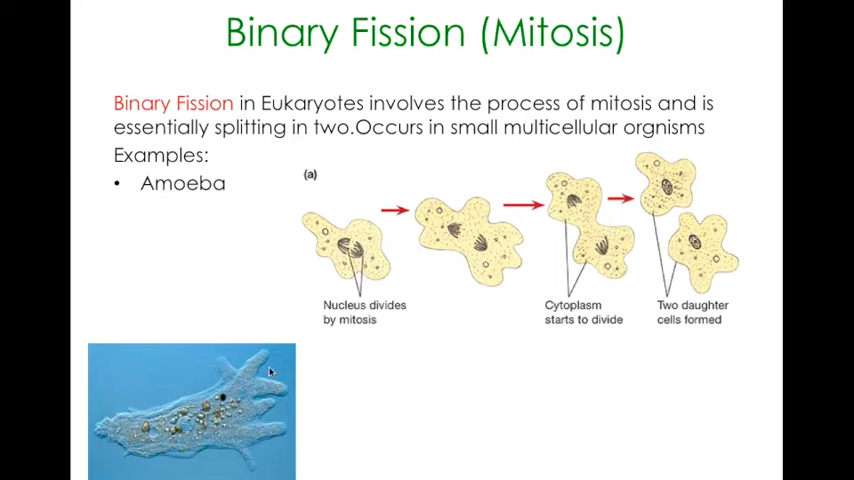 Binary Fission (Mitosis)
Binary Fission in Eukaryotes involves the process of mitosis and is
essentially splitting in two.Occurs in small multicellular orgnisms
Examples:
• Amoeba
(a)
Nucleus divides
by mitosis
Cytoplasm
starts to divide
Two daughter
cells formed